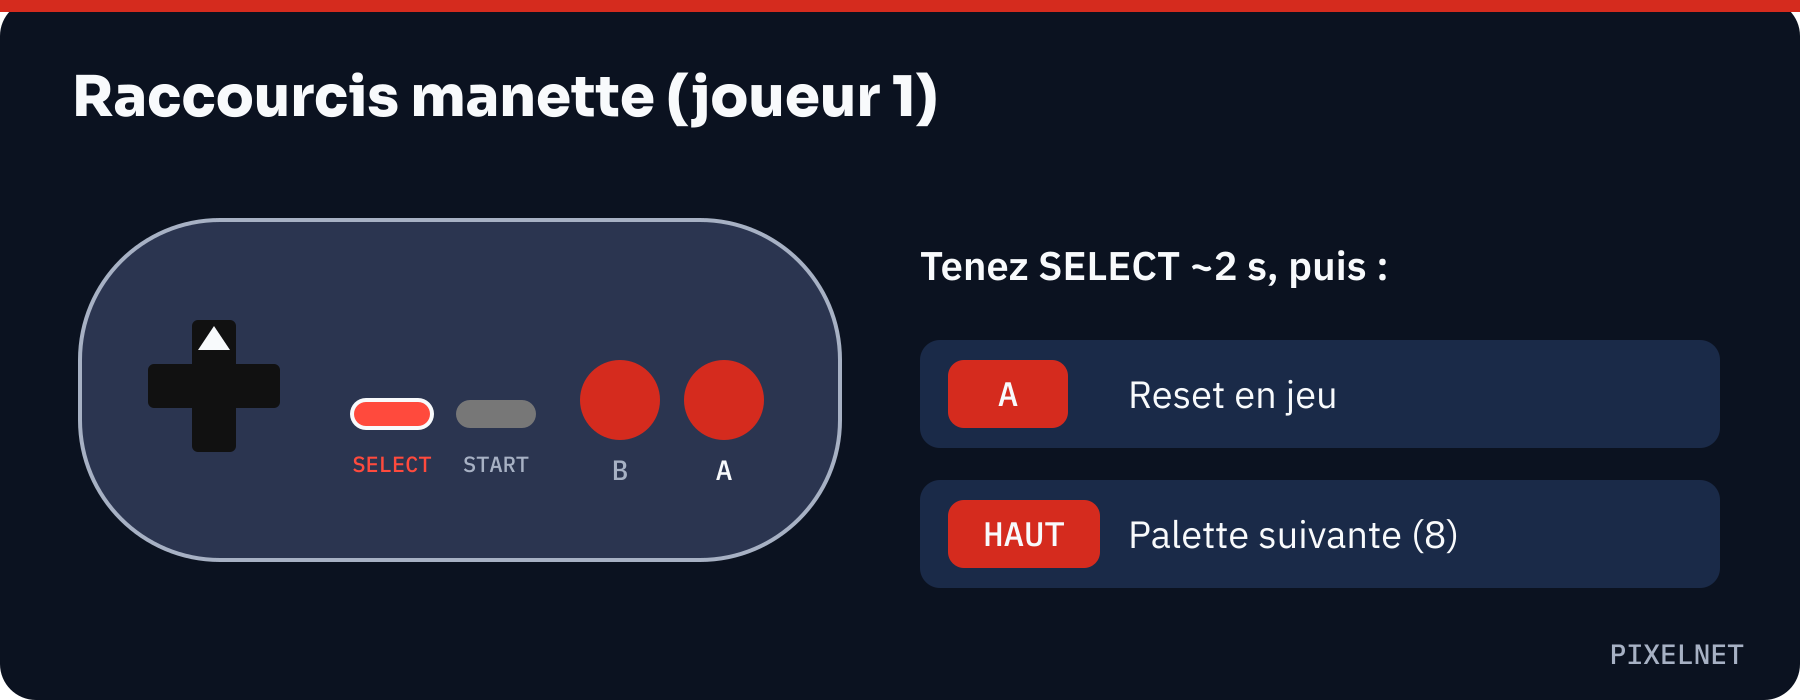 Raccourcis manette (joueur 1)
SELECT
START
B
A
Tenez SELECT ~2 s, puis :
A Reset en jeu
HAUT Palette suivante (8)
PIXELNET